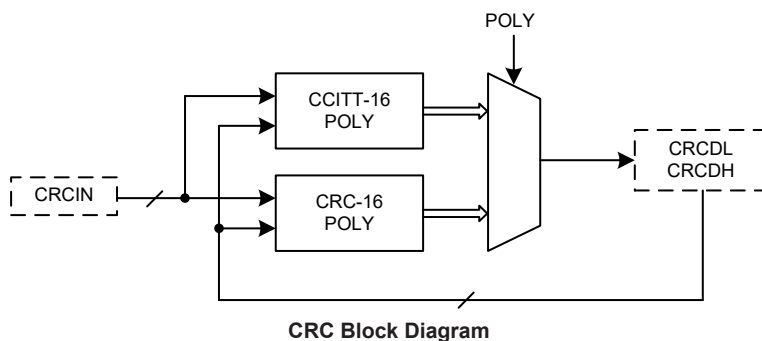 POLY
CCITT-16
POLY
CRCDL
CRCDH
CRCIN
CRC-16
POLY
CRC Block Diagram